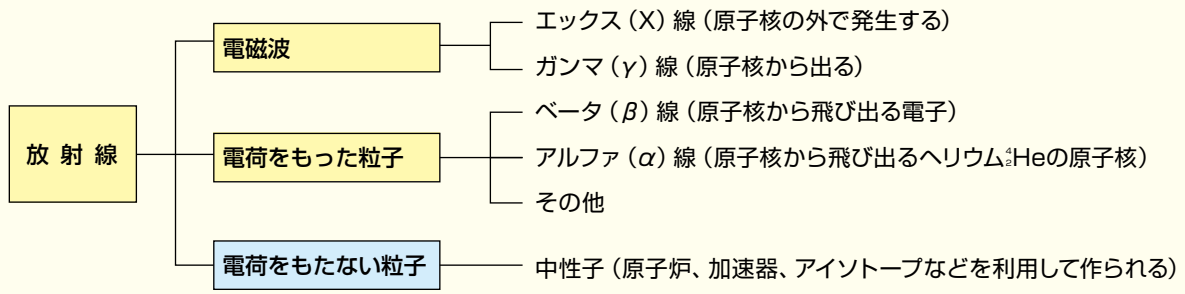 放射線
電磁波
エックス（X）線（原子核の外で発生する）
ガンマ（γ）線（原子核から出る）
電荷をもった粒子
ベータ（β）線（原子核から飛び出る電子）
アルファ（α）線（原子核から飛び出るヘリウム⁴₂Heの原子核）
その他
電荷をもたない粒子
中性子（原子炉、加速器、アイソトープなどを利用して作られる）